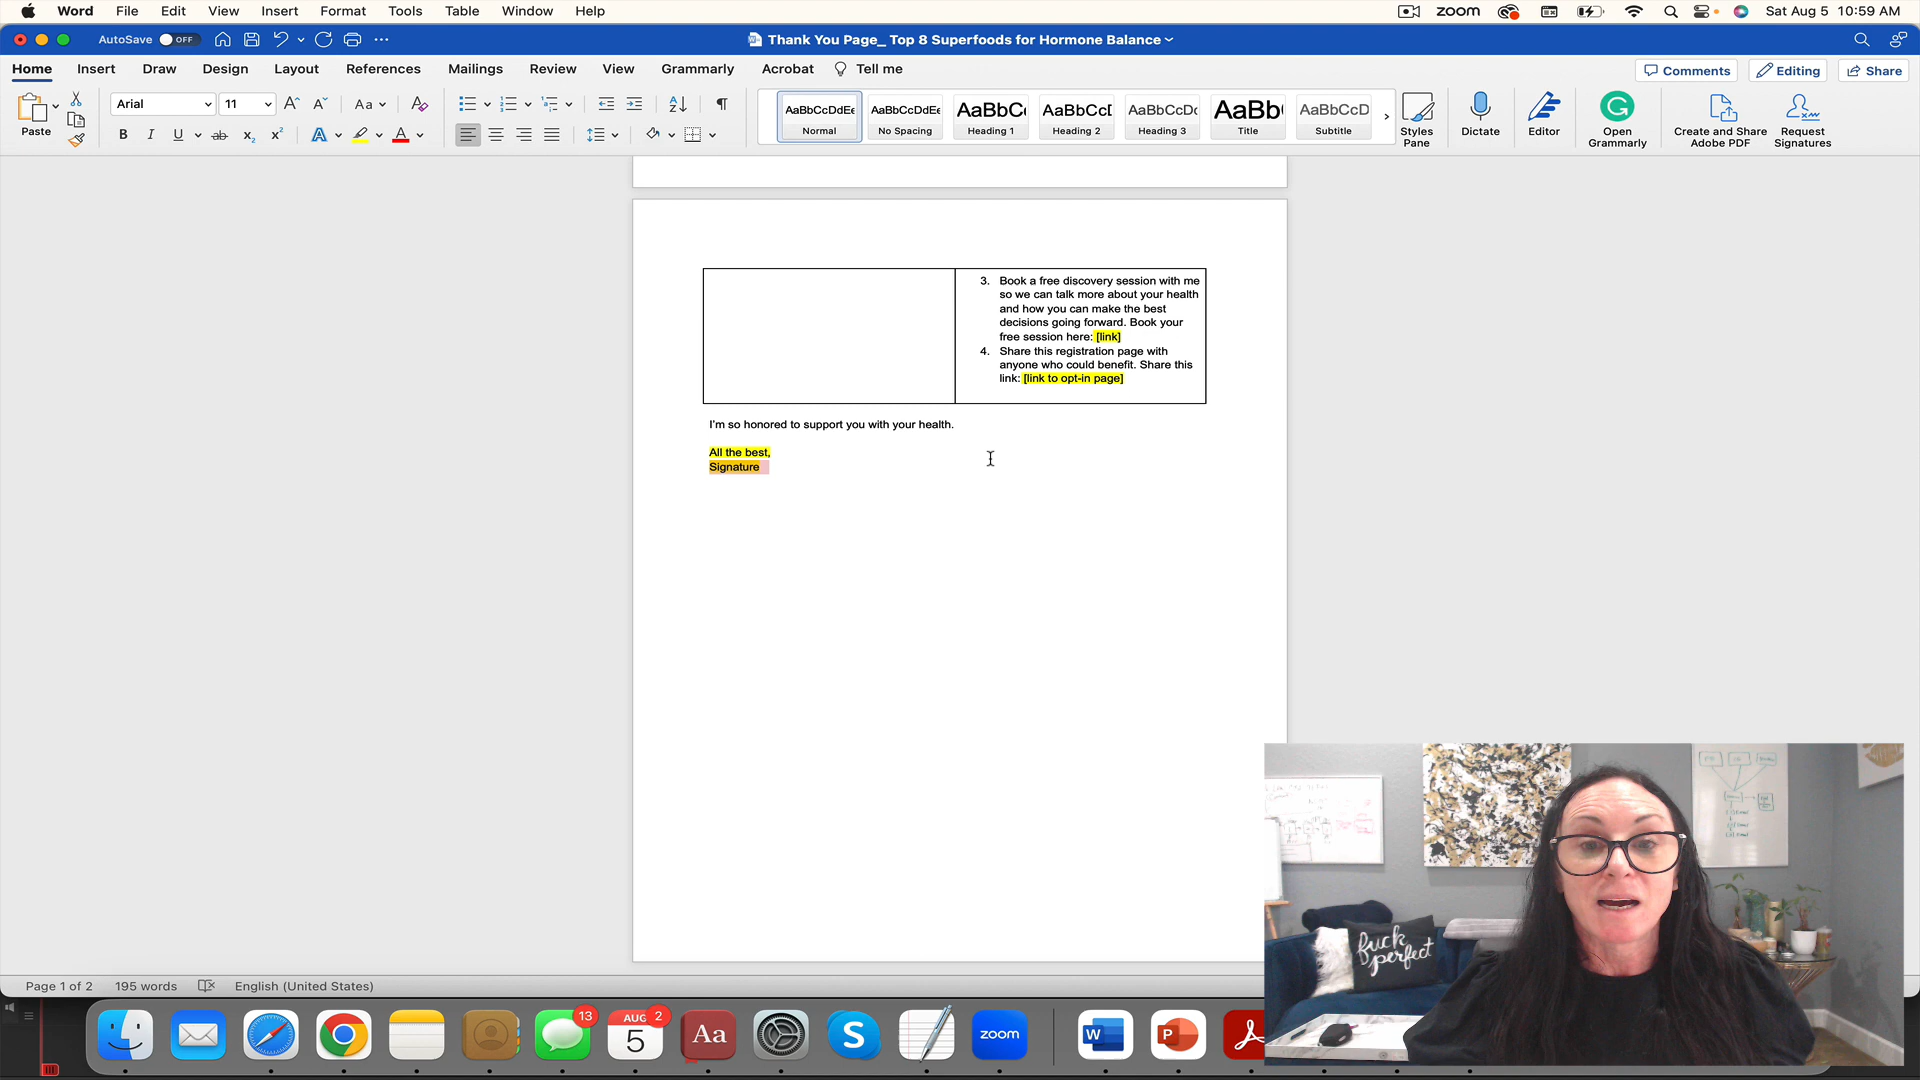 Word File Edit View Insert Format Tools Table Window Help zoom Sat Aug 5 10:59 AM
AutoSave OFF Thank You Page_ Top 8 Superfoods for Hormone Balance
Home Insert Draw Design Layout References Mailings Review View Grammarly Acrobat Tell me Comments Editing Share
Arial 11 Aa
AaBbCcDdEe AaBbCcDdEe AaBbCc AaBbCcD AaBbCcDc AaBb( AaBbCcD
Paste Normal No Spacing Heading 1 Heading 2 Heading 3 Title Subtitle
Styles Pane Dictate Editor Open Grammarly Create and Share Adobe PDF Request Signatures
3. Book a free discovery session with me
so we can talk more about your health
and how you can make the best
decisions going forward. Book your
free session here: [link]
4. Share this registration page with
anyone who could benefit. Share this
link: [link to opt-in page]
I'm so honored to support you with your health.
All the best,
Signature
fuck
perfect
Page 1 of 2 195 words English (United States)
13 AUG 2 5 Aa S zoom W P